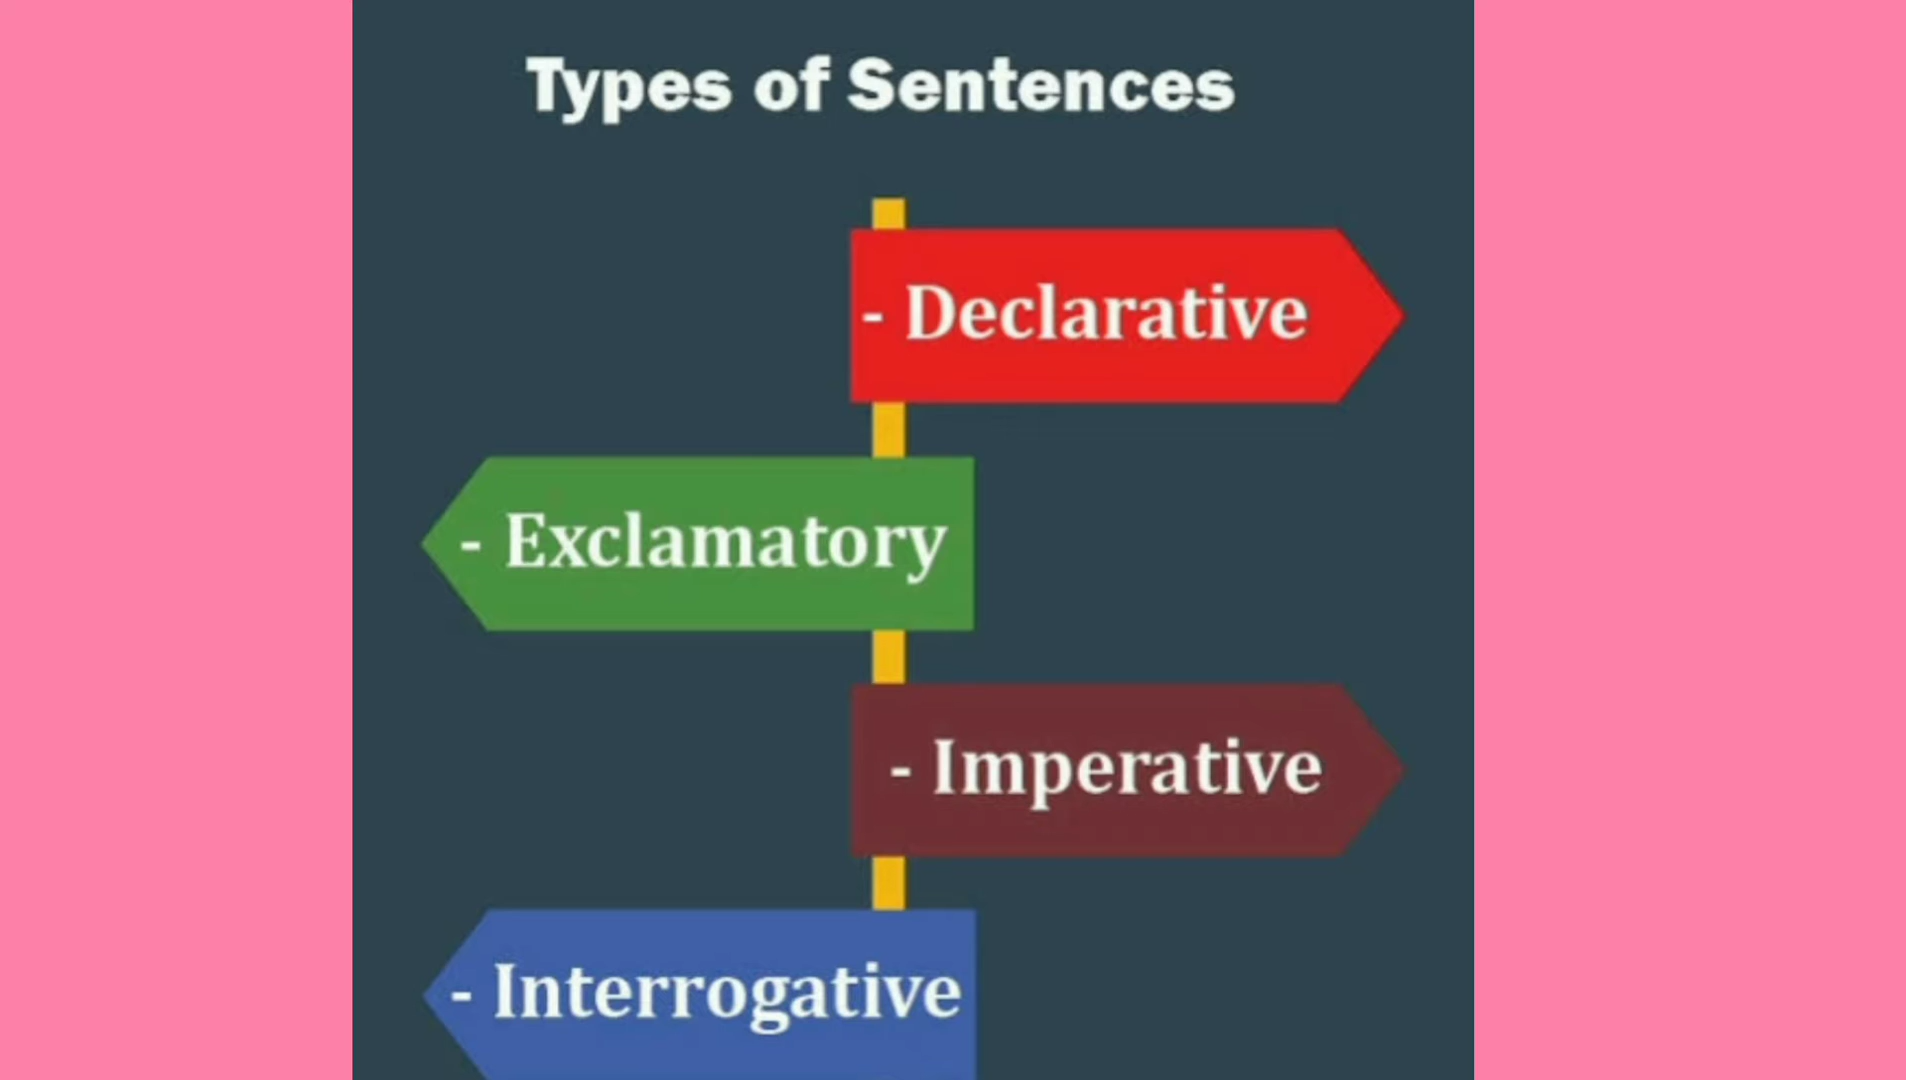 Types of Sentences
- Declarative
- Exclamatory
- Imperative
- Interrogative